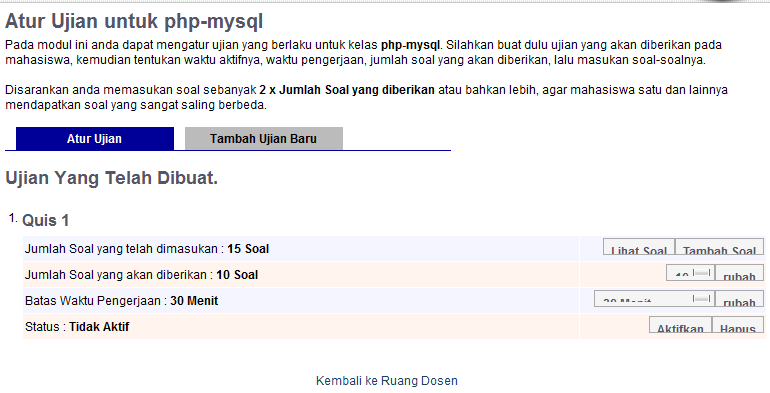 Atur Ujian untuk php-mysql
Pada modul ini anda dapat mengatur ujian yang berlaku untuk kelas php-mysql. Silahkan buat dulu ujian yang akan diberikan pada
mahasiswa, kemudian tentukan waktu aktifnya, waktu pengerjaan, jumlah soal yang akan diberikan, lalu masukan soal-soalnya.
Disarankan anda memasukan soal sebanyak 2 x Jumlah Soal yang diberikan atau bahkan lebih, agar mahasiswa satu dan lainnya
mendapatkan soal yang sangat saling berbeda.
Atur Ujian Tambah Ujian Baru
Ujian Yang Telah Dibuat.
1. Quis 1
Jumlah Soal yang telah dimasukan : 15 Soal Lihat Soal Tambah Soal
Jumlah Soal yang akan diberikan : 10 Soal 10 rubah
Batas Waktu Pengerjaan : 30 Menit 30 Menit rubah
Status : Tidak Aktif Aktifkan Hapus
Kembali ke Ruang Dosen